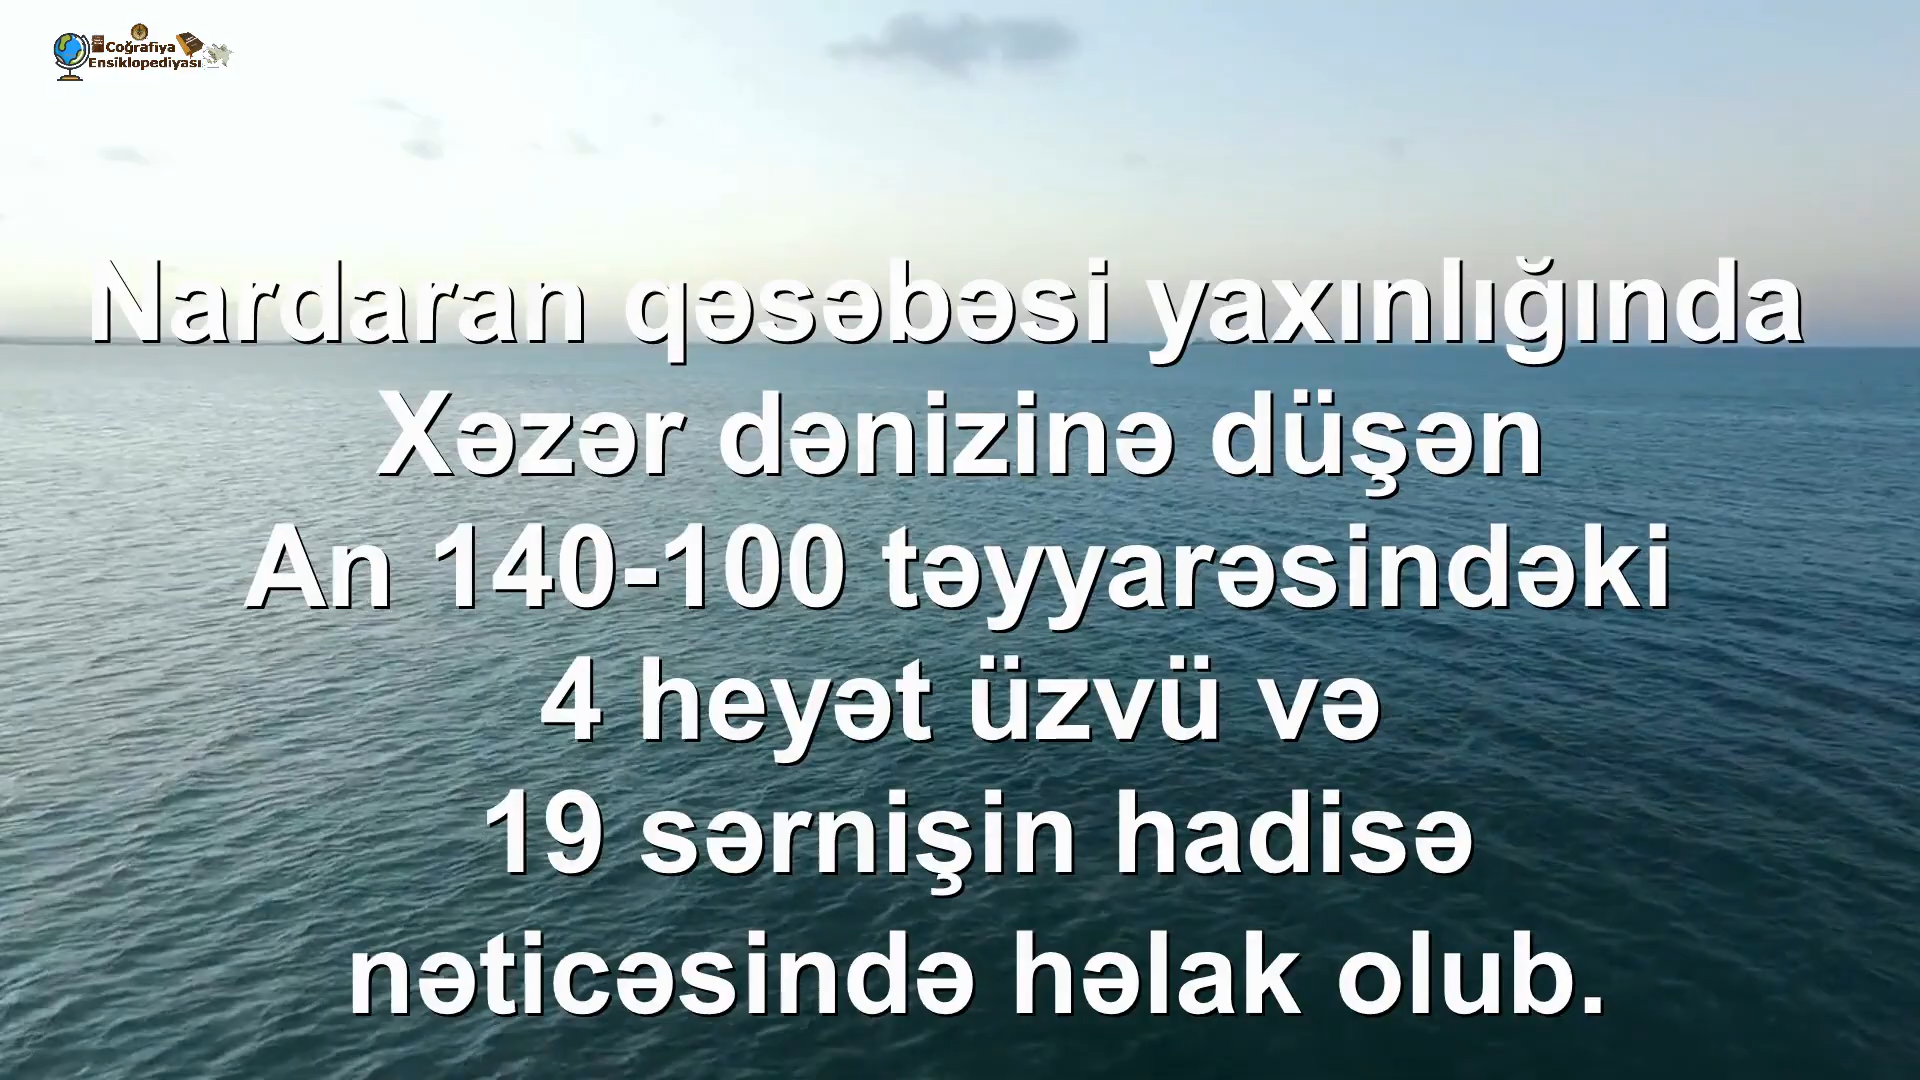 Coğrafiya
Ensiklopediyası
Nardaran qəsəbəsi yaxınlığında
Xəzər dənizinə düşən
An 140-100 təyyarəsindəki
4 heyət üzvü və
19 sərnişin hadisə
nəticəsində həlak olub.